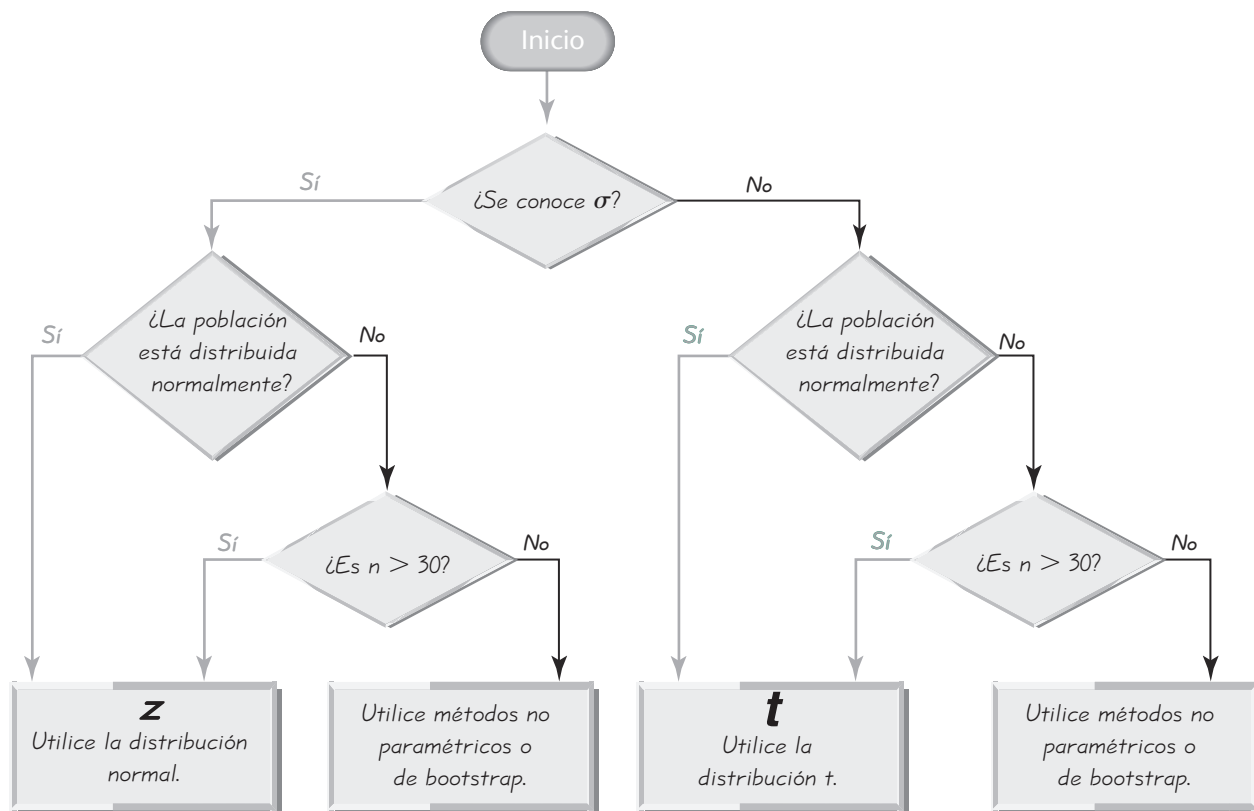 Inicio
¿Se conoce σ?
Sí
No
¿La población
está distribuida
normalmente?
Sí
No
¿La población
está distribuida
normalmente?
Sí
No
¿Es n > 30?
Sí
No
¿Es n > 30?
Sí
No
z
Utilice la distribución
normal.
Utilice métodos no
paramétricos o
de bootstrap.
t
Utilice la
distribución t.
Utilice métodos no
paramétricos o
de bootstrap.